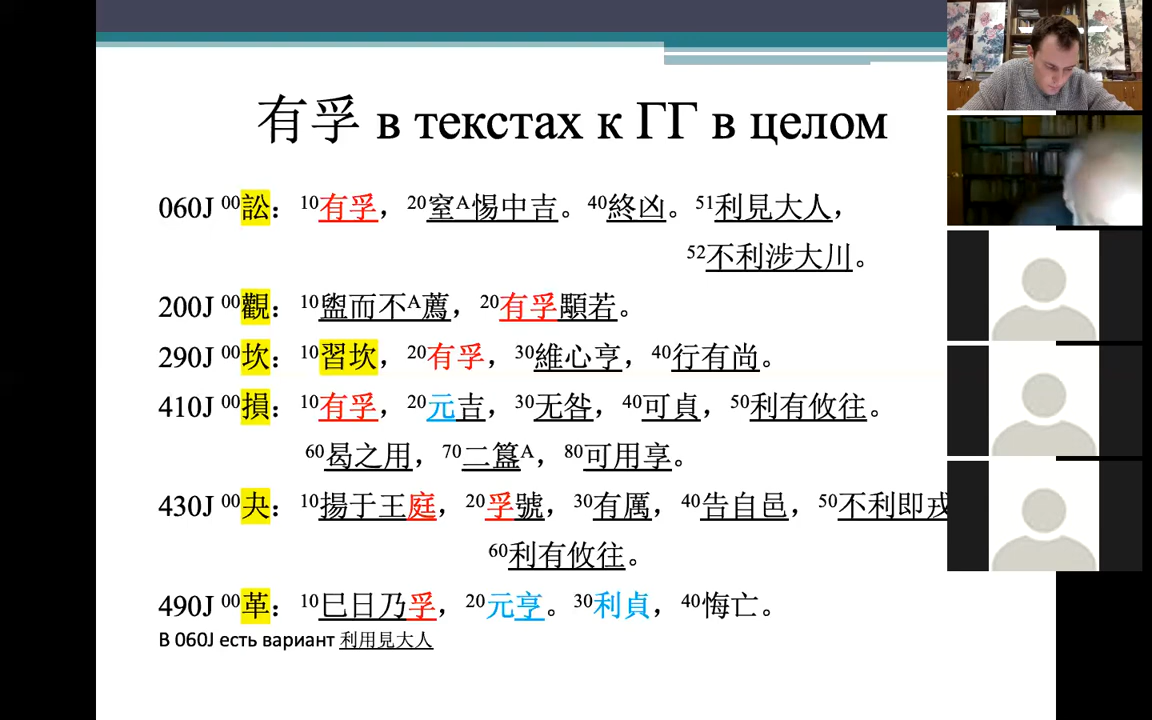 有孚 в текстах к ГГ в целом
060J ⁰⁰訟：¹⁰有孚，²⁰窒ᴬ惕中吉。⁴⁰終凶。⁵¹利見大人，
⁵²不利涉大川。
200J ⁰⁰觀：¹⁰盥而不ᴬ薦，²⁰有孚顒若。
290J ⁰⁰坎：¹⁰習坎，²⁰有孚，³⁰維心亨，⁴⁰行有尚。
410J ⁰⁰損：¹⁰有孚，²⁰元吉，³⁰无咎，⁴⁰可貞，⁵⁰利有攸往。
⁶⁰曷之用，⁷⁰二簋ᴬ，⁸⁰可用享。
430J ⁰⁰夬：¹⁰揚于王庭，²⁰孚號，³⁰有厲，⁴⁰告自邑，⁵⁰不利即戎
⁶⁰利有攸往。
490J ⁰⁰革：¹⁰巳日乃孚，²⁰元亨。³⁰利貞，⁴⁰悔亡。
В 060J есть вариант 利用見大人